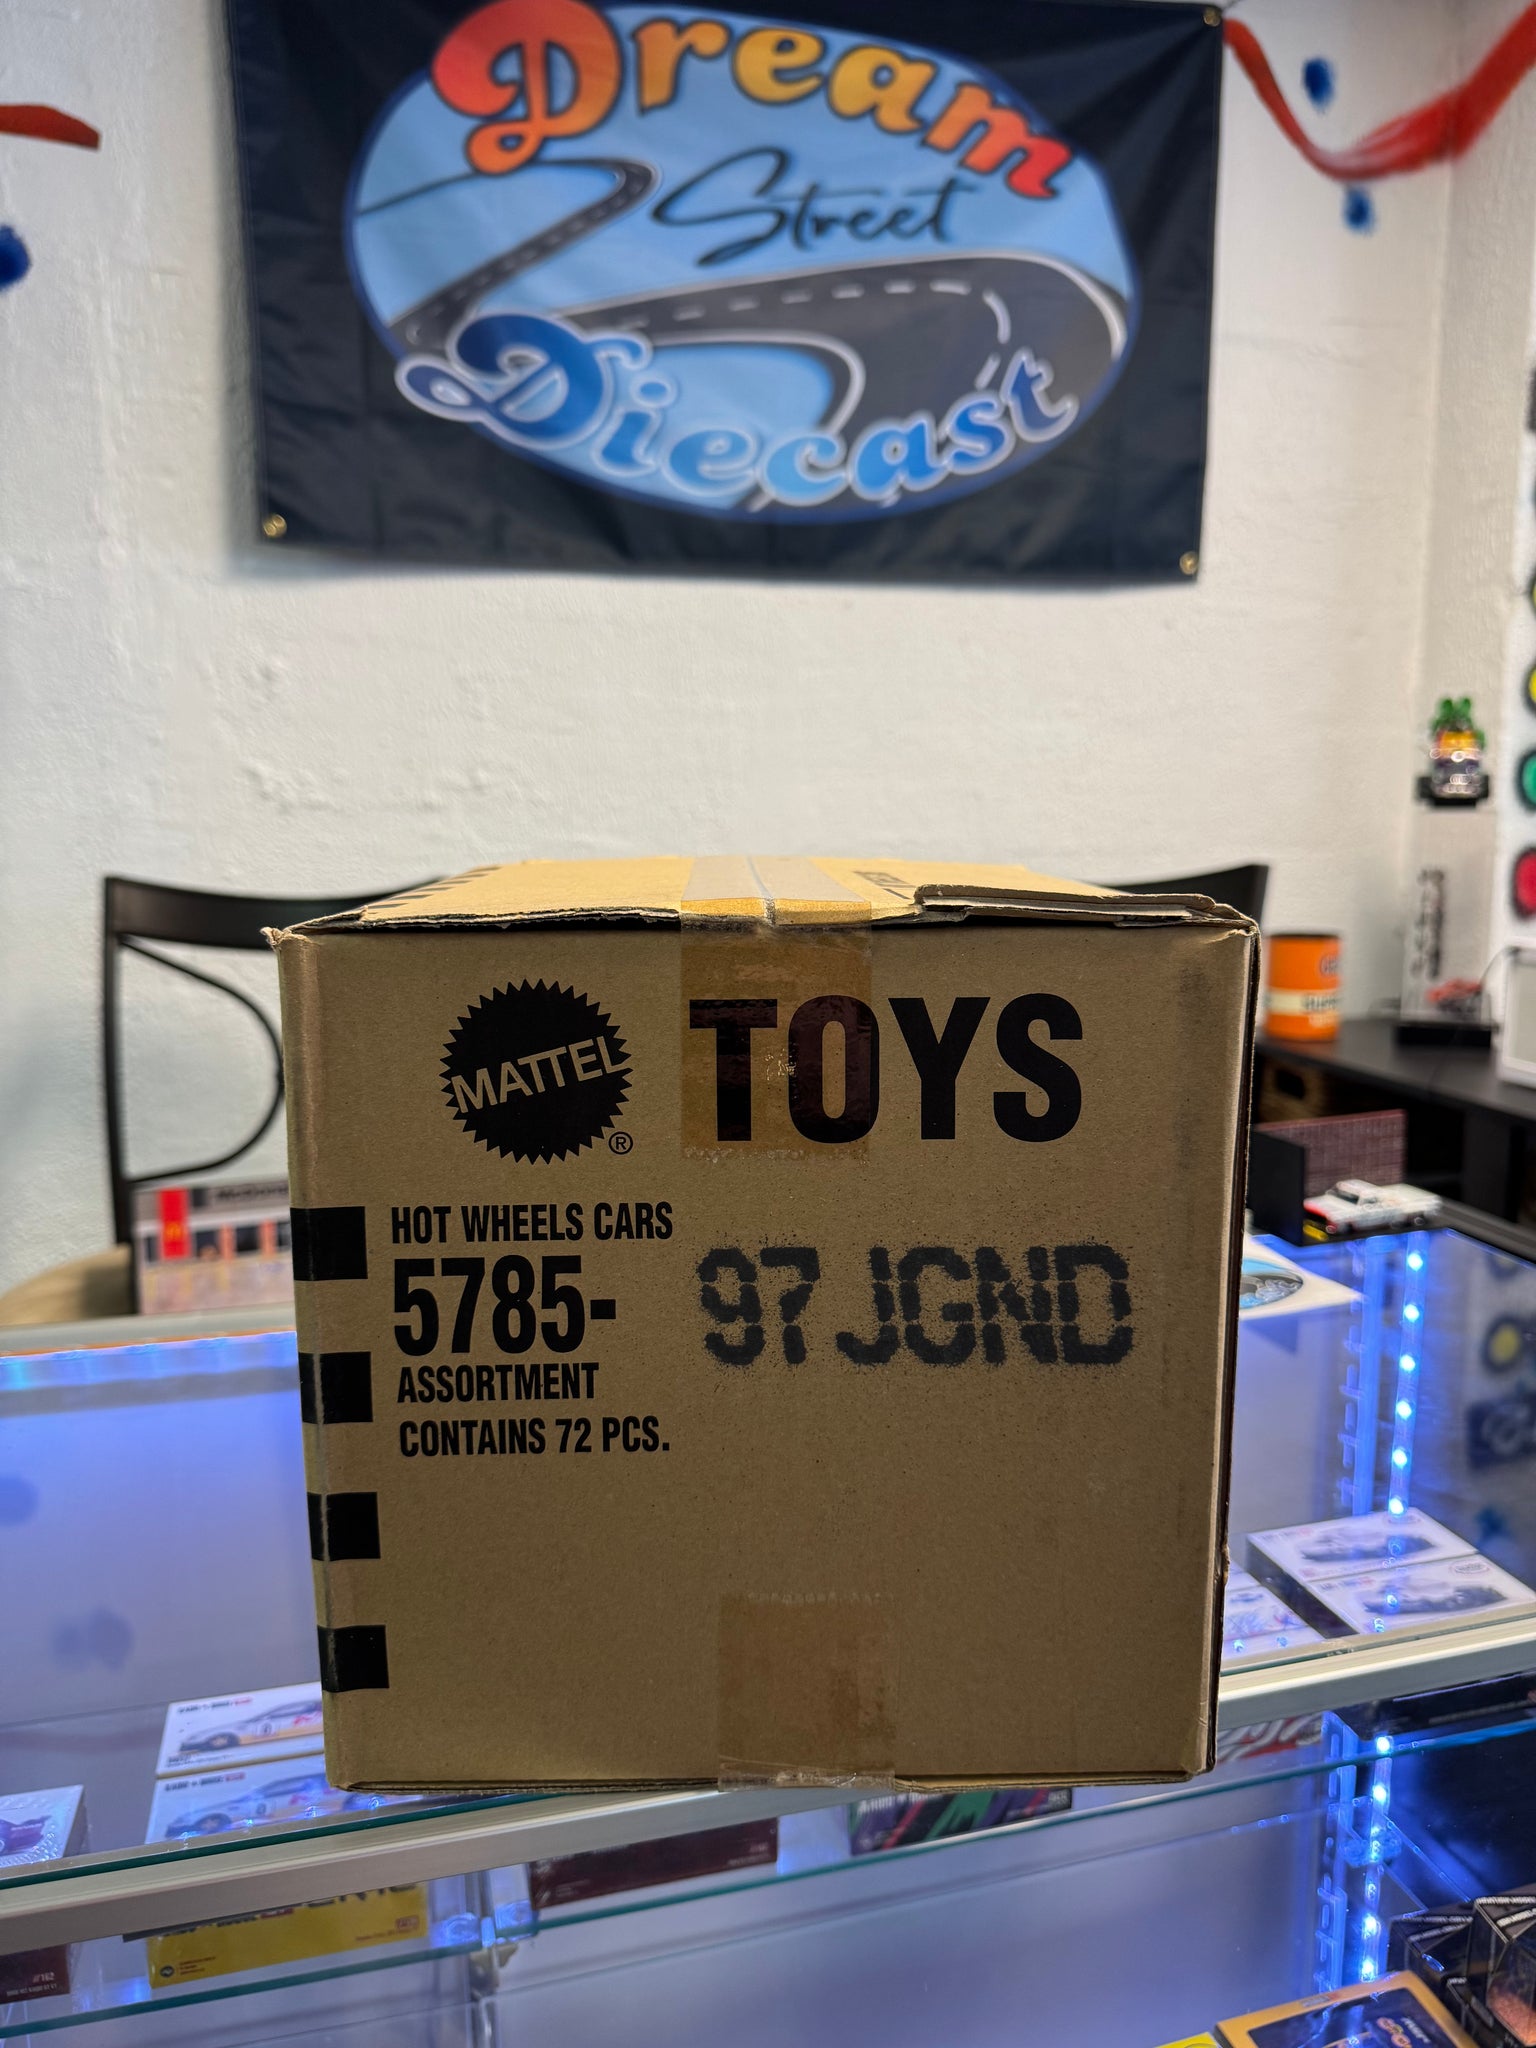 Dream
Street
Diecast
MATTEL
®
TOYS
HOT WHEELS CARS
5785-
97 JGND
ASSORTMENT
CONTAINS 72 PCS.